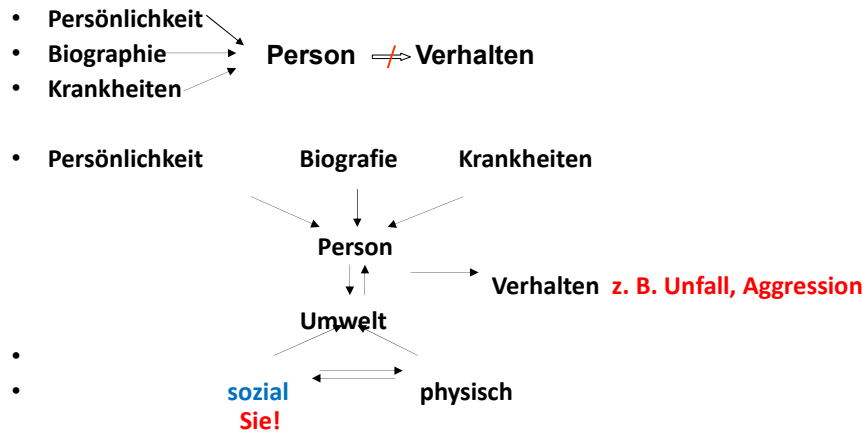 • Persönlichkeit
• Biographie
Person Verhalten
• Krankheiten
• Persönlichkeit Biografie Krankheiten
Person
Verhalten z. B. Unfall, Aggression
Umwelt
•
• sozial physisch
Sie!